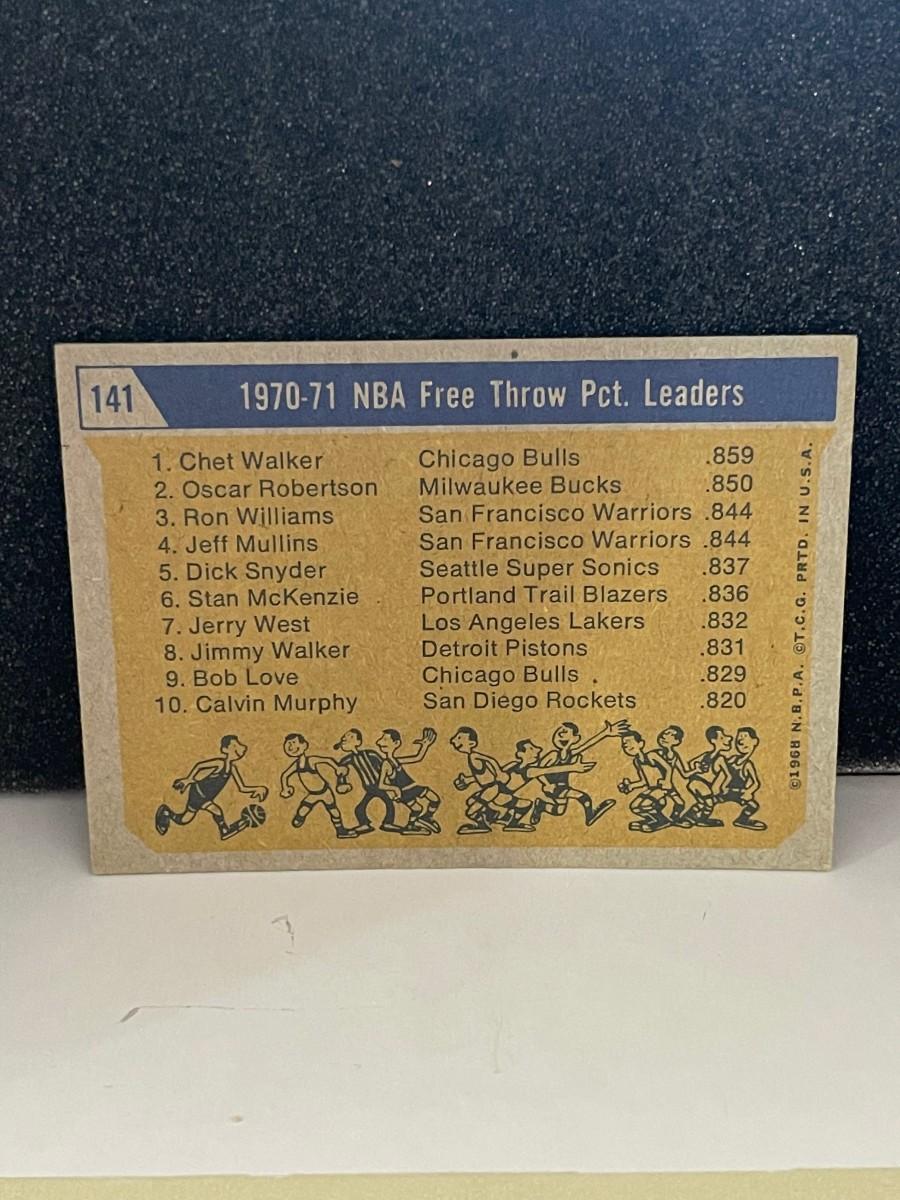 141 1970-71 NBA Free Throw Pct. Leaders
1. Chet Walker Chicago Bulls .859
2. Oscar Robertson Milwaukee Bucks .850
3. Ron Williams San Francisco Warriors .844
4. Jeff Mullins San Francisco Warriors .844
5. Dick Snyder Seattle Super Sonics .837
6. Stan McKenzie Portland Trail Blazers .836
7. Jerry West Los Angeles Lakers .832
8. Jimmy Walker Detroit Pistons .831
9. Bob Love Chicago Bulls .829
10. Calvin Murphy San Diego Rockets .820
©1968 N.B.P.A. ©T.C.G. PRTD. IN U.S.A.